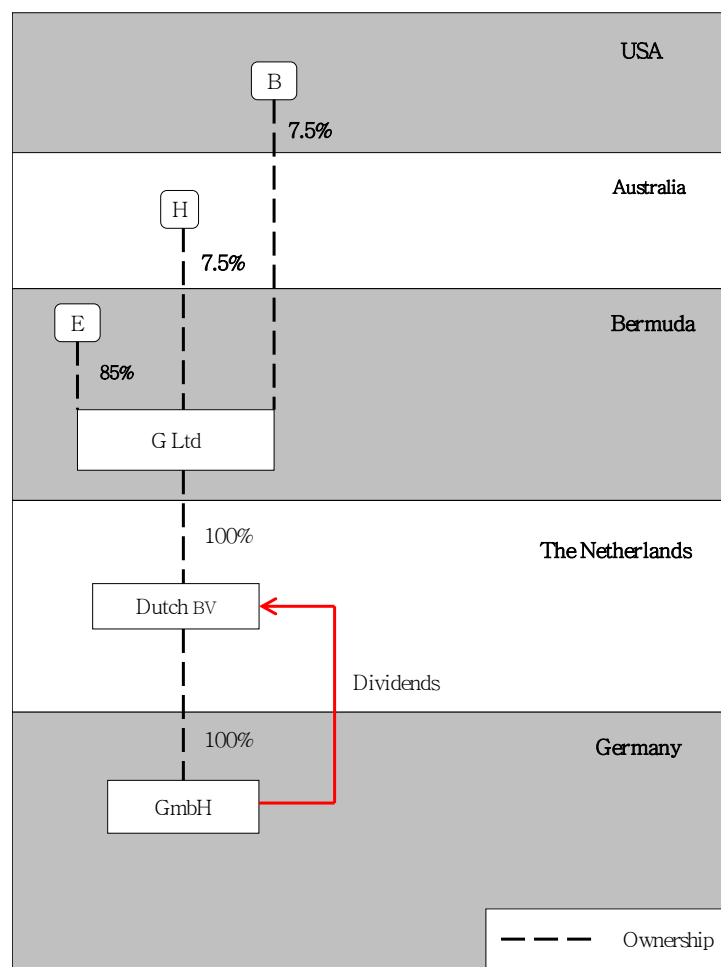 USA
B
7.5%
Australia
H
7.5%
Bermuda
E
85%
G Ltd
100%
The Netherlands
Dutch BV
Dividends
100%
Germany
GmbH
Ownership